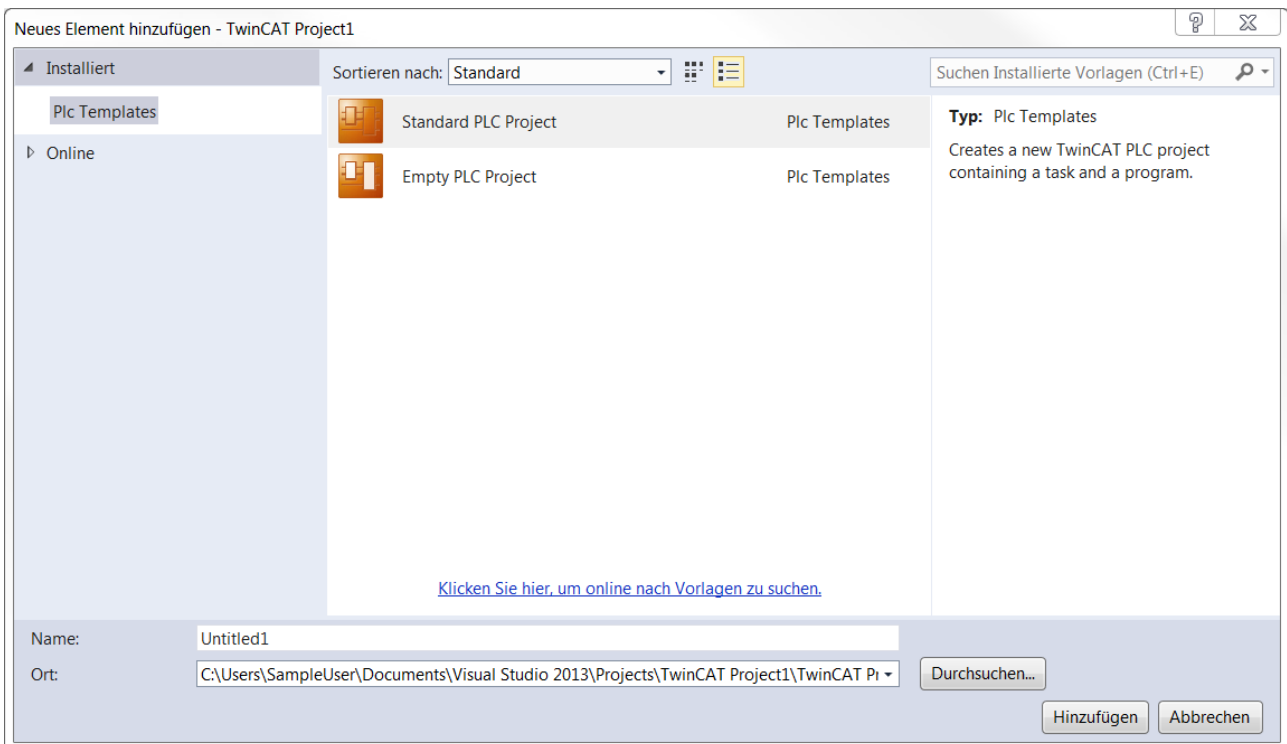 Neues Element hinzufügen - TwinCAT Project1
Installiert
Plc Templates
Online
Sortieren nach: Standard
Standard PLC Project Plc Templates
Empty PLC Project Plc Templates
Klicken Sie hier, um online nach Vorlagen zu suchen.
Suchen Installierte Vorlagen (Ctrl+E)
Typ: Plc Templates
Creates a new TwinCAT PLC project
containing a task and a program.
Name: Untitled1
Ort: C:\Users\SampleUser\Documents\Visual Studio 2013\Projects\TwinCAT Project1\TwinCAT Durchsuchen...
Hinzufügen Abbrechen